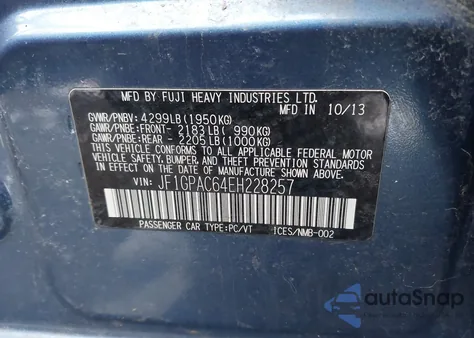 MFD BY FUJI HEAVY INDUSTRIES LTD.
MFD IN 10/13
GVWR/PNBV: 4299LB(1950KG)
GAWR/PNBE:FRONT- 2183LB( 990KG)
GAWR/PNBE:REAR - 2205LB(1000KG)
THIS VEHICLE CONFORMS TO ALL APPLICABLE FEDERAL MOTOR
VEHICLE SAFETY, BUMPER, AND THEFT PREVENTION STANDARDS
IN EFFECT ON THE DATE OF MANUFACTURE SHOWN ABOVE.
VIN: JF1GPAC64EH228257
PASSENGER CAR TYPE:PC/VT ICES/NMB-002
autoSnap